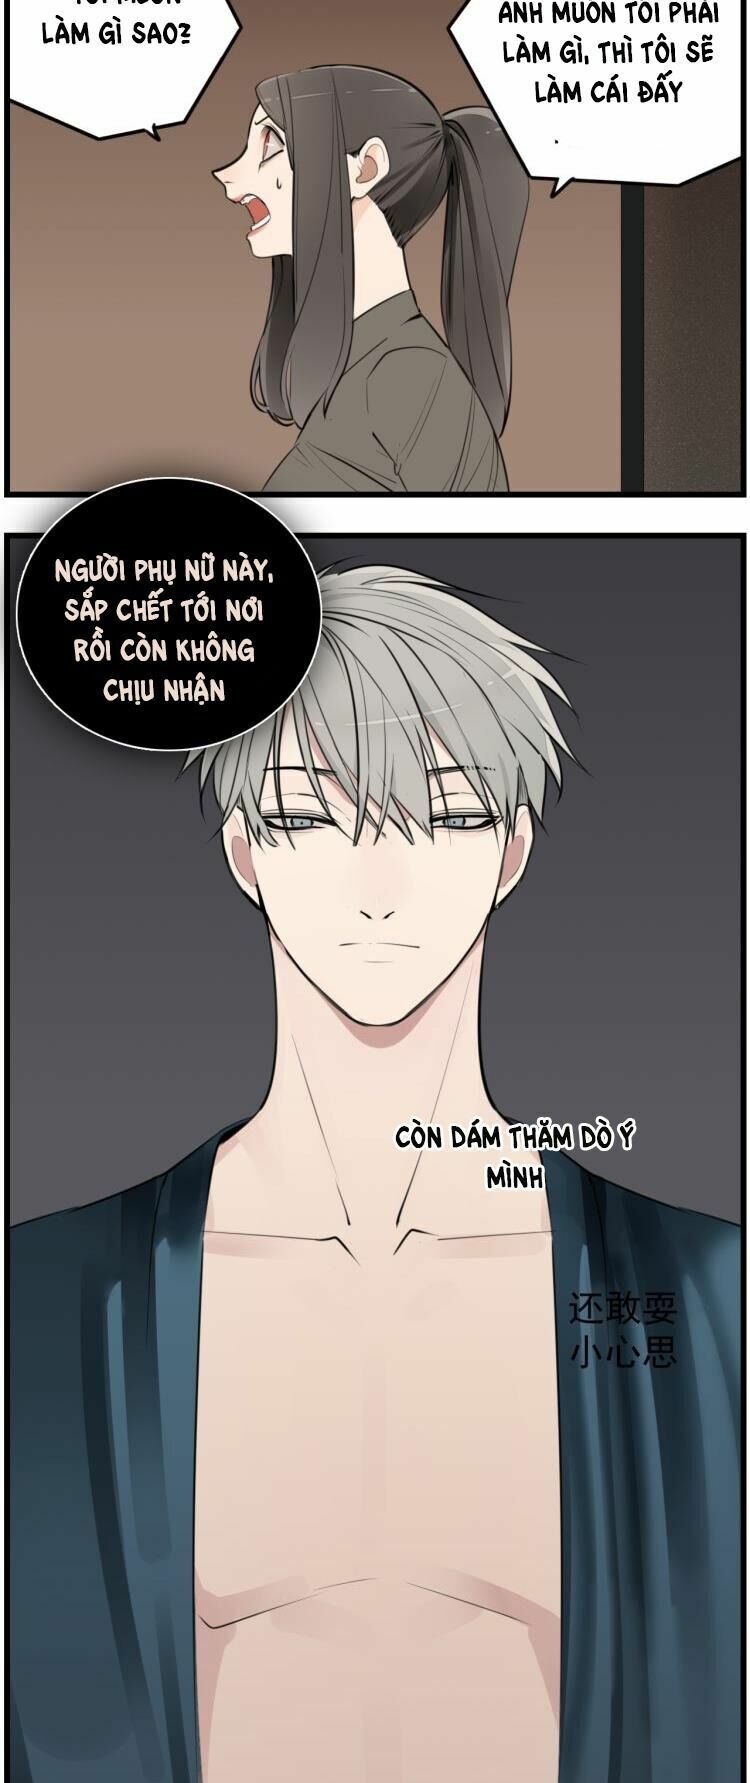 LÀM GÌ SAO?
ANH MUỐN TÔI PHẢI
LÀM GÌ, THÌ TÔI SẼ
LÀM CÁI ĐẤY
NGƯỜI PHỤ NỮ NÀY,
SẮP CHẾT TỚI NƠI
RỒI CÒN KHÔNG
CHỊU NHẬN
CÒN DÁM THĂM DÒ Ý
MÌNH
还敢耍
小心思